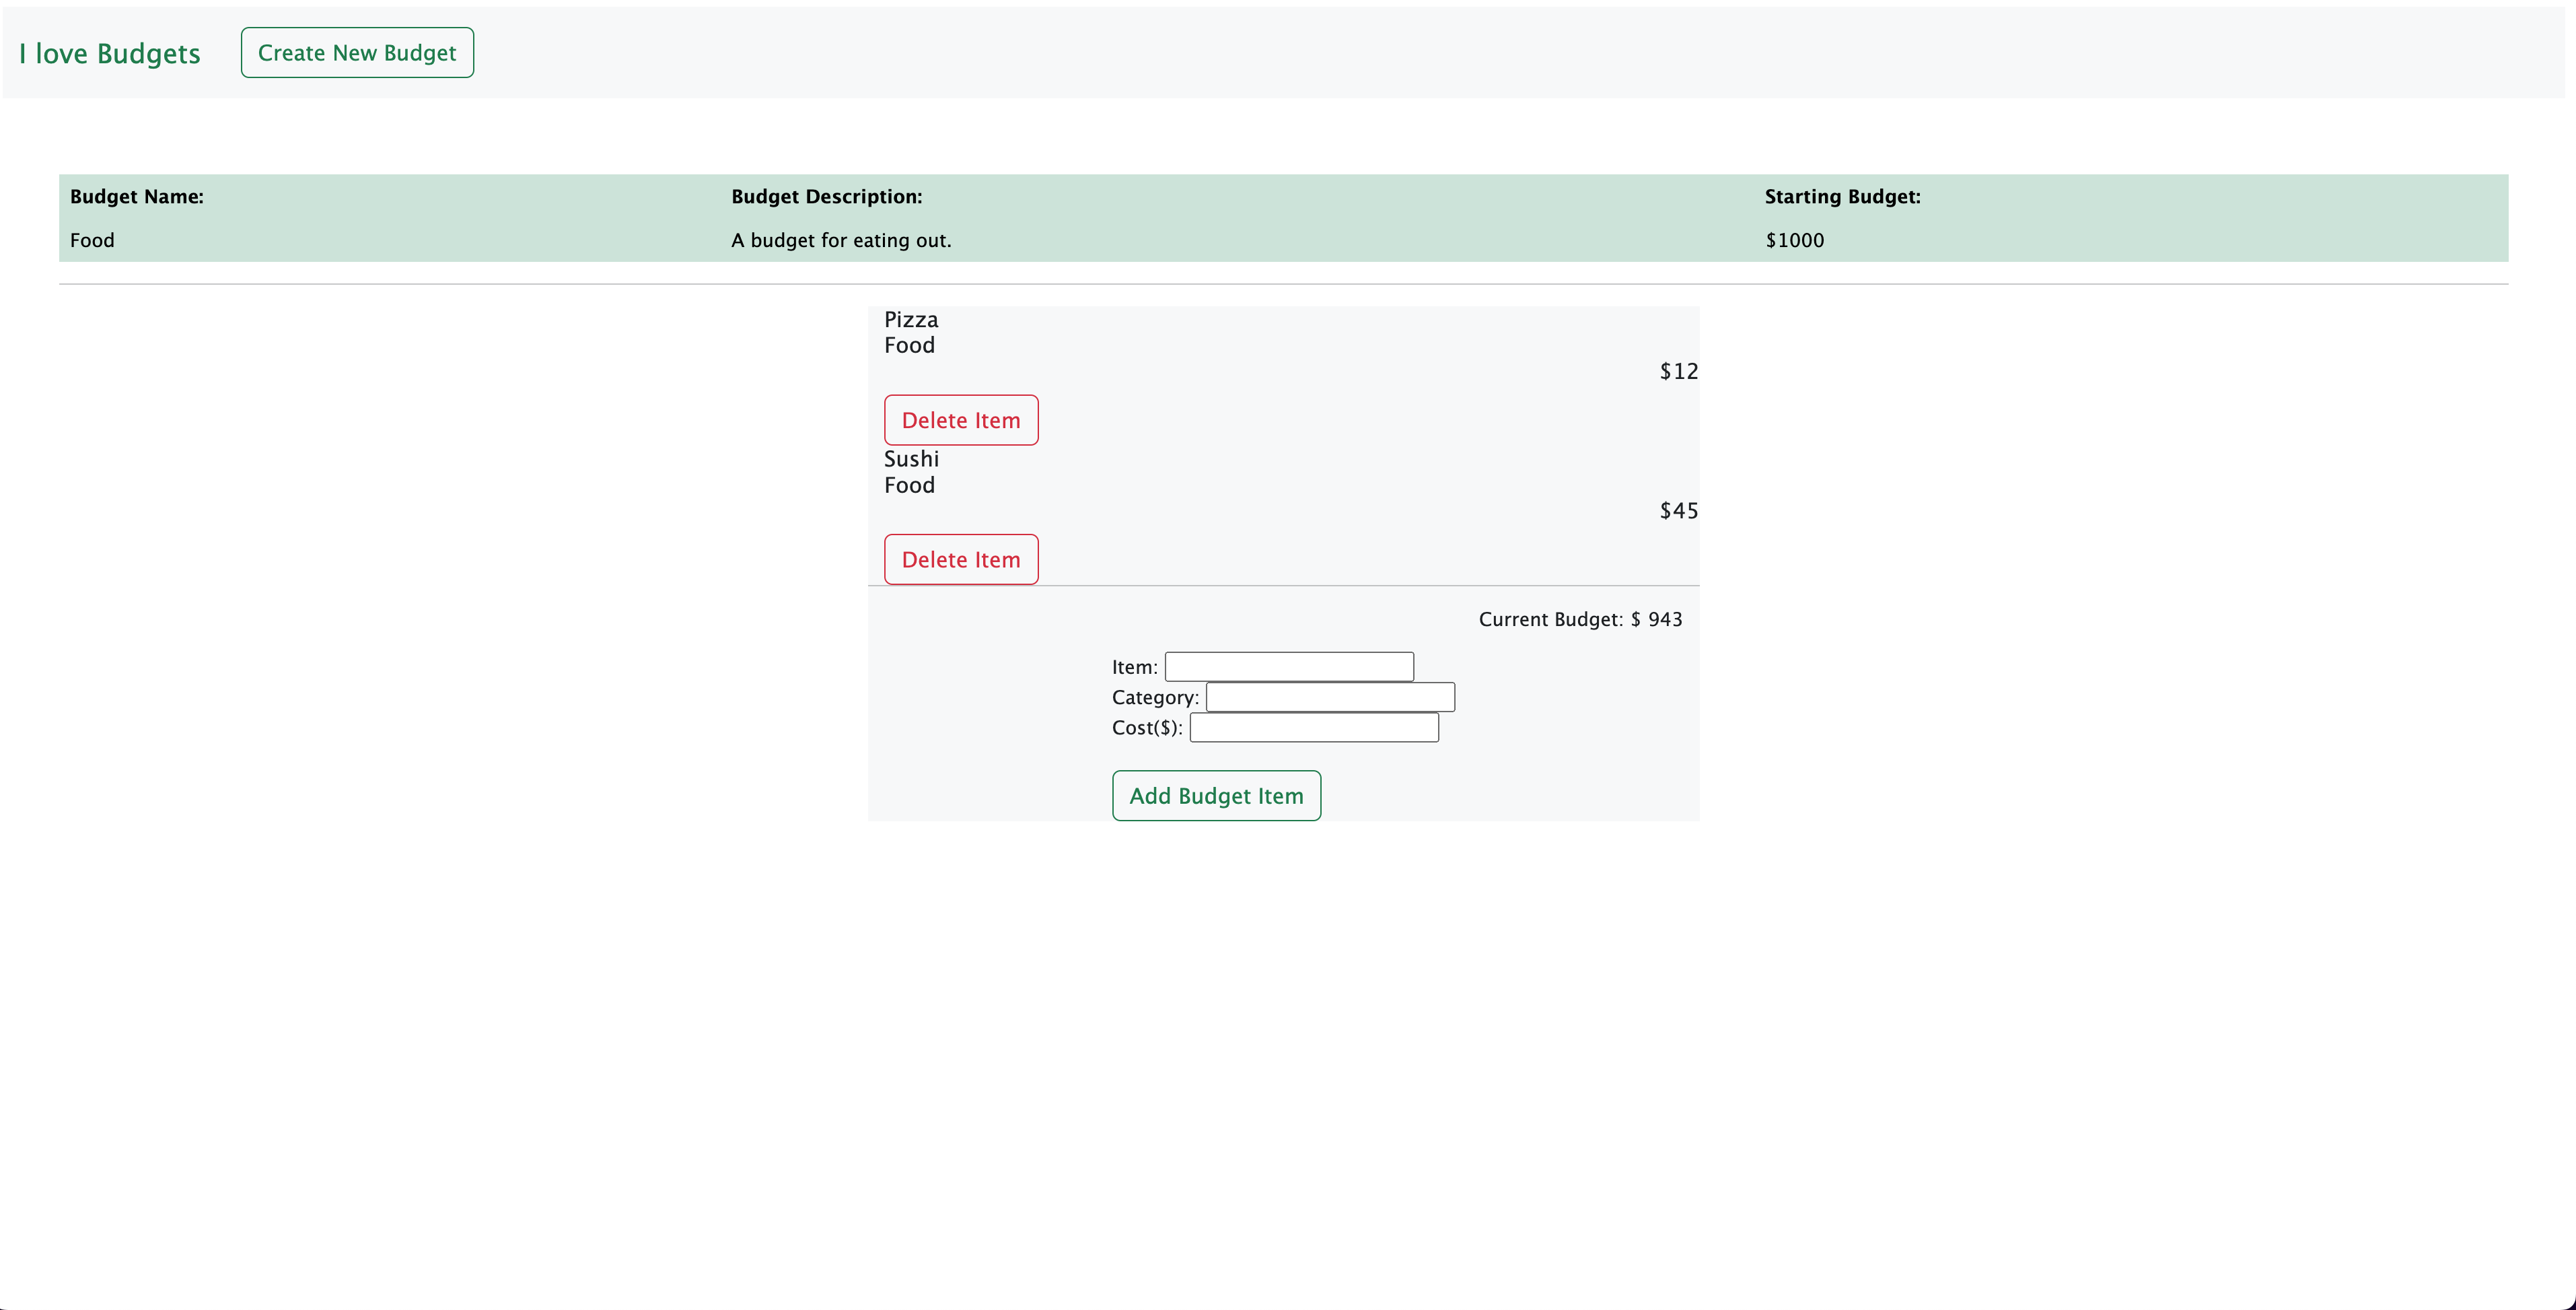 I love Budgets
Create New Budget
Budget Name: Budget Description: Starting Budget:
Food A budget for eating out. $1000
Pizza
Food
$12
Delete Item
Sushi
Food
$45
Delete Item
Current Budget: $ 943
Item:
Category:
Cost($):
Add Budget Item